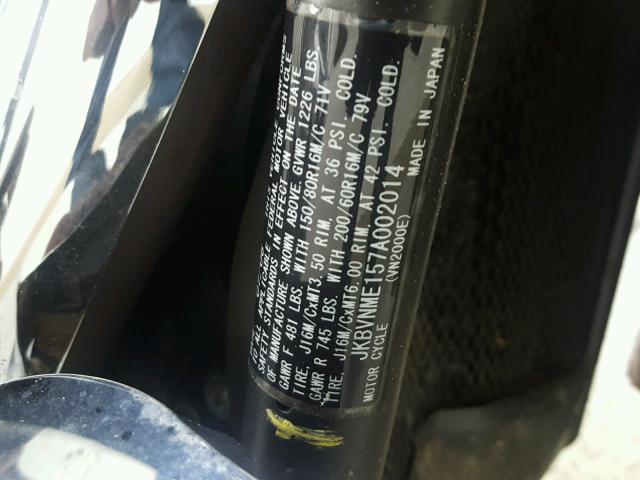 CONFORMS
TO ALL APPLICABLE FEDERAL MOTOR VEHICLE
SAFETY STANDARDS IN EFFECT ON THE DATE
OF MANUFACTURE SHOWN ABOVE. GVWR 1226 LBS.
GAWR F 481 LBS. WITH 150/80R16M/C 71V
TIRE, J16M/CxMT3.50 RIM. AT 36 PSI. COLD.
GAWR R 745 LBS. WITH 200/60R16M/C 79V
TIRE, J16M/CxMT6.00 RIM. AT 42 PSI. COLD.
JKBVNME157A002014
(VN2000E)
MOTOR CYCLE MADE IN JAPAN